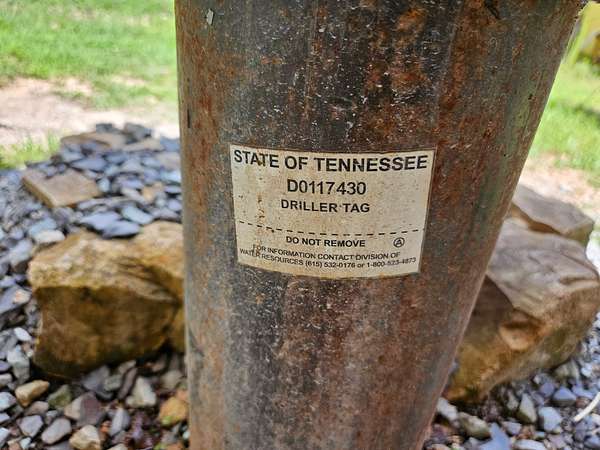 STATE OF TENNESSEE
D0117430
DRILLER TAG
DO NOT REMOVE Ⓐ
FOR INFORMATION CONTACT DIVISION OF
WATER RESOURCES (615) 532-0176 or 1-800-523-4873